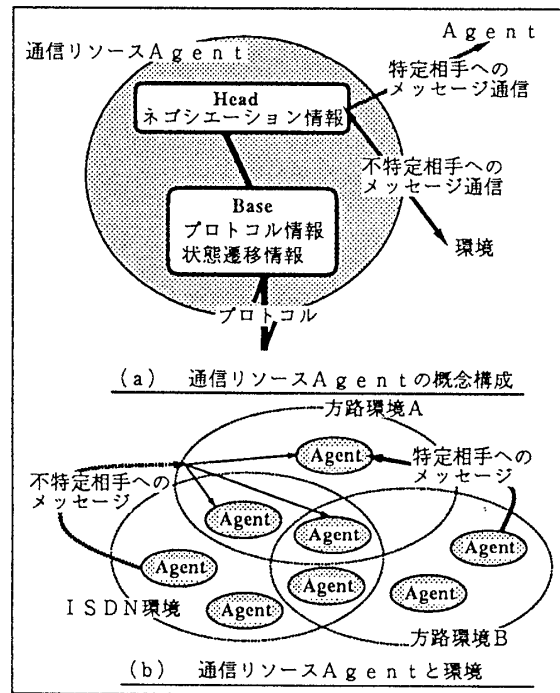 Ａｇｅｎｔ
通信リソースＡｇｅｎｔ
特定相手への
メッセージ通信
Head
ネゴシエーション情報
不特定相手への
メッセージ通信
Base
プロトコル情報
状態遷移情報
環境
プロトコル
(a)　通信リソースＡｇｅｎｔの概念構成
方路環境Ａ
不特定相手への
メッセージ
Agent
特定相手への
メッセージ
Agent
Agent
Agent
Agent
Agent
Agent
Agent
ＩＳＤＮ環境
方路環境Ｂ
(b)　通信リソースＡｇｅｎｔと環境